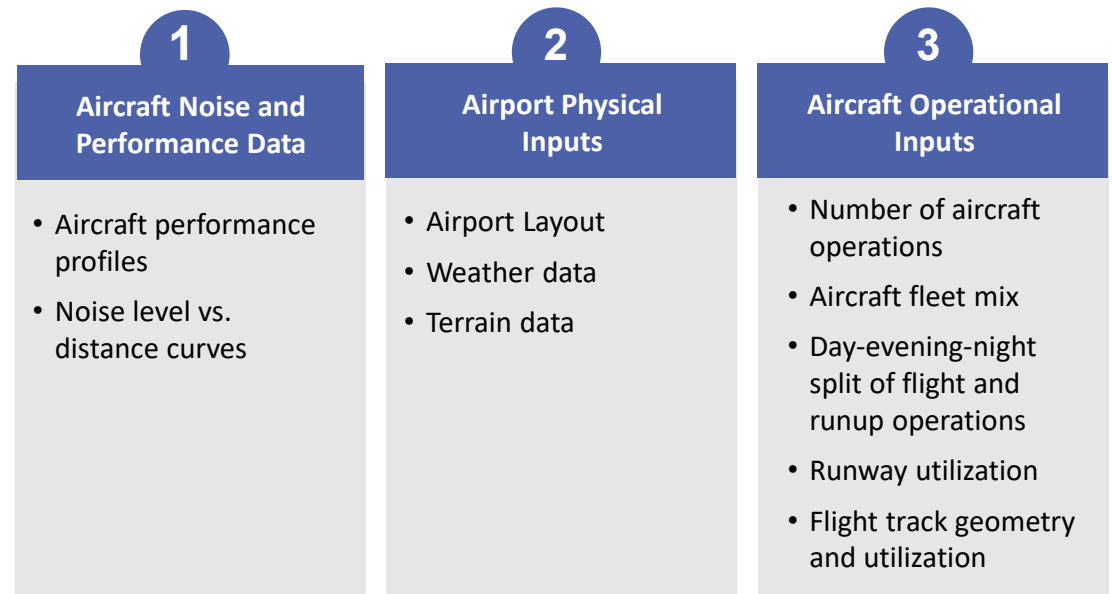 1
Aircraft Noise and
Performance Data
• Aircraft performance
profiles
• Noise level vs.
distance curves
2
Airport Physical
Inputs
• Airport Layout
• Weather data
• Terrain data
3
Aircraft Operational
Inputs
• Number of aircraft
operations
• Aircraft fleet mix
• Day-evening-night
split of flight and
runup operations
• Runway utilization
• Flight track geometry
and utilization